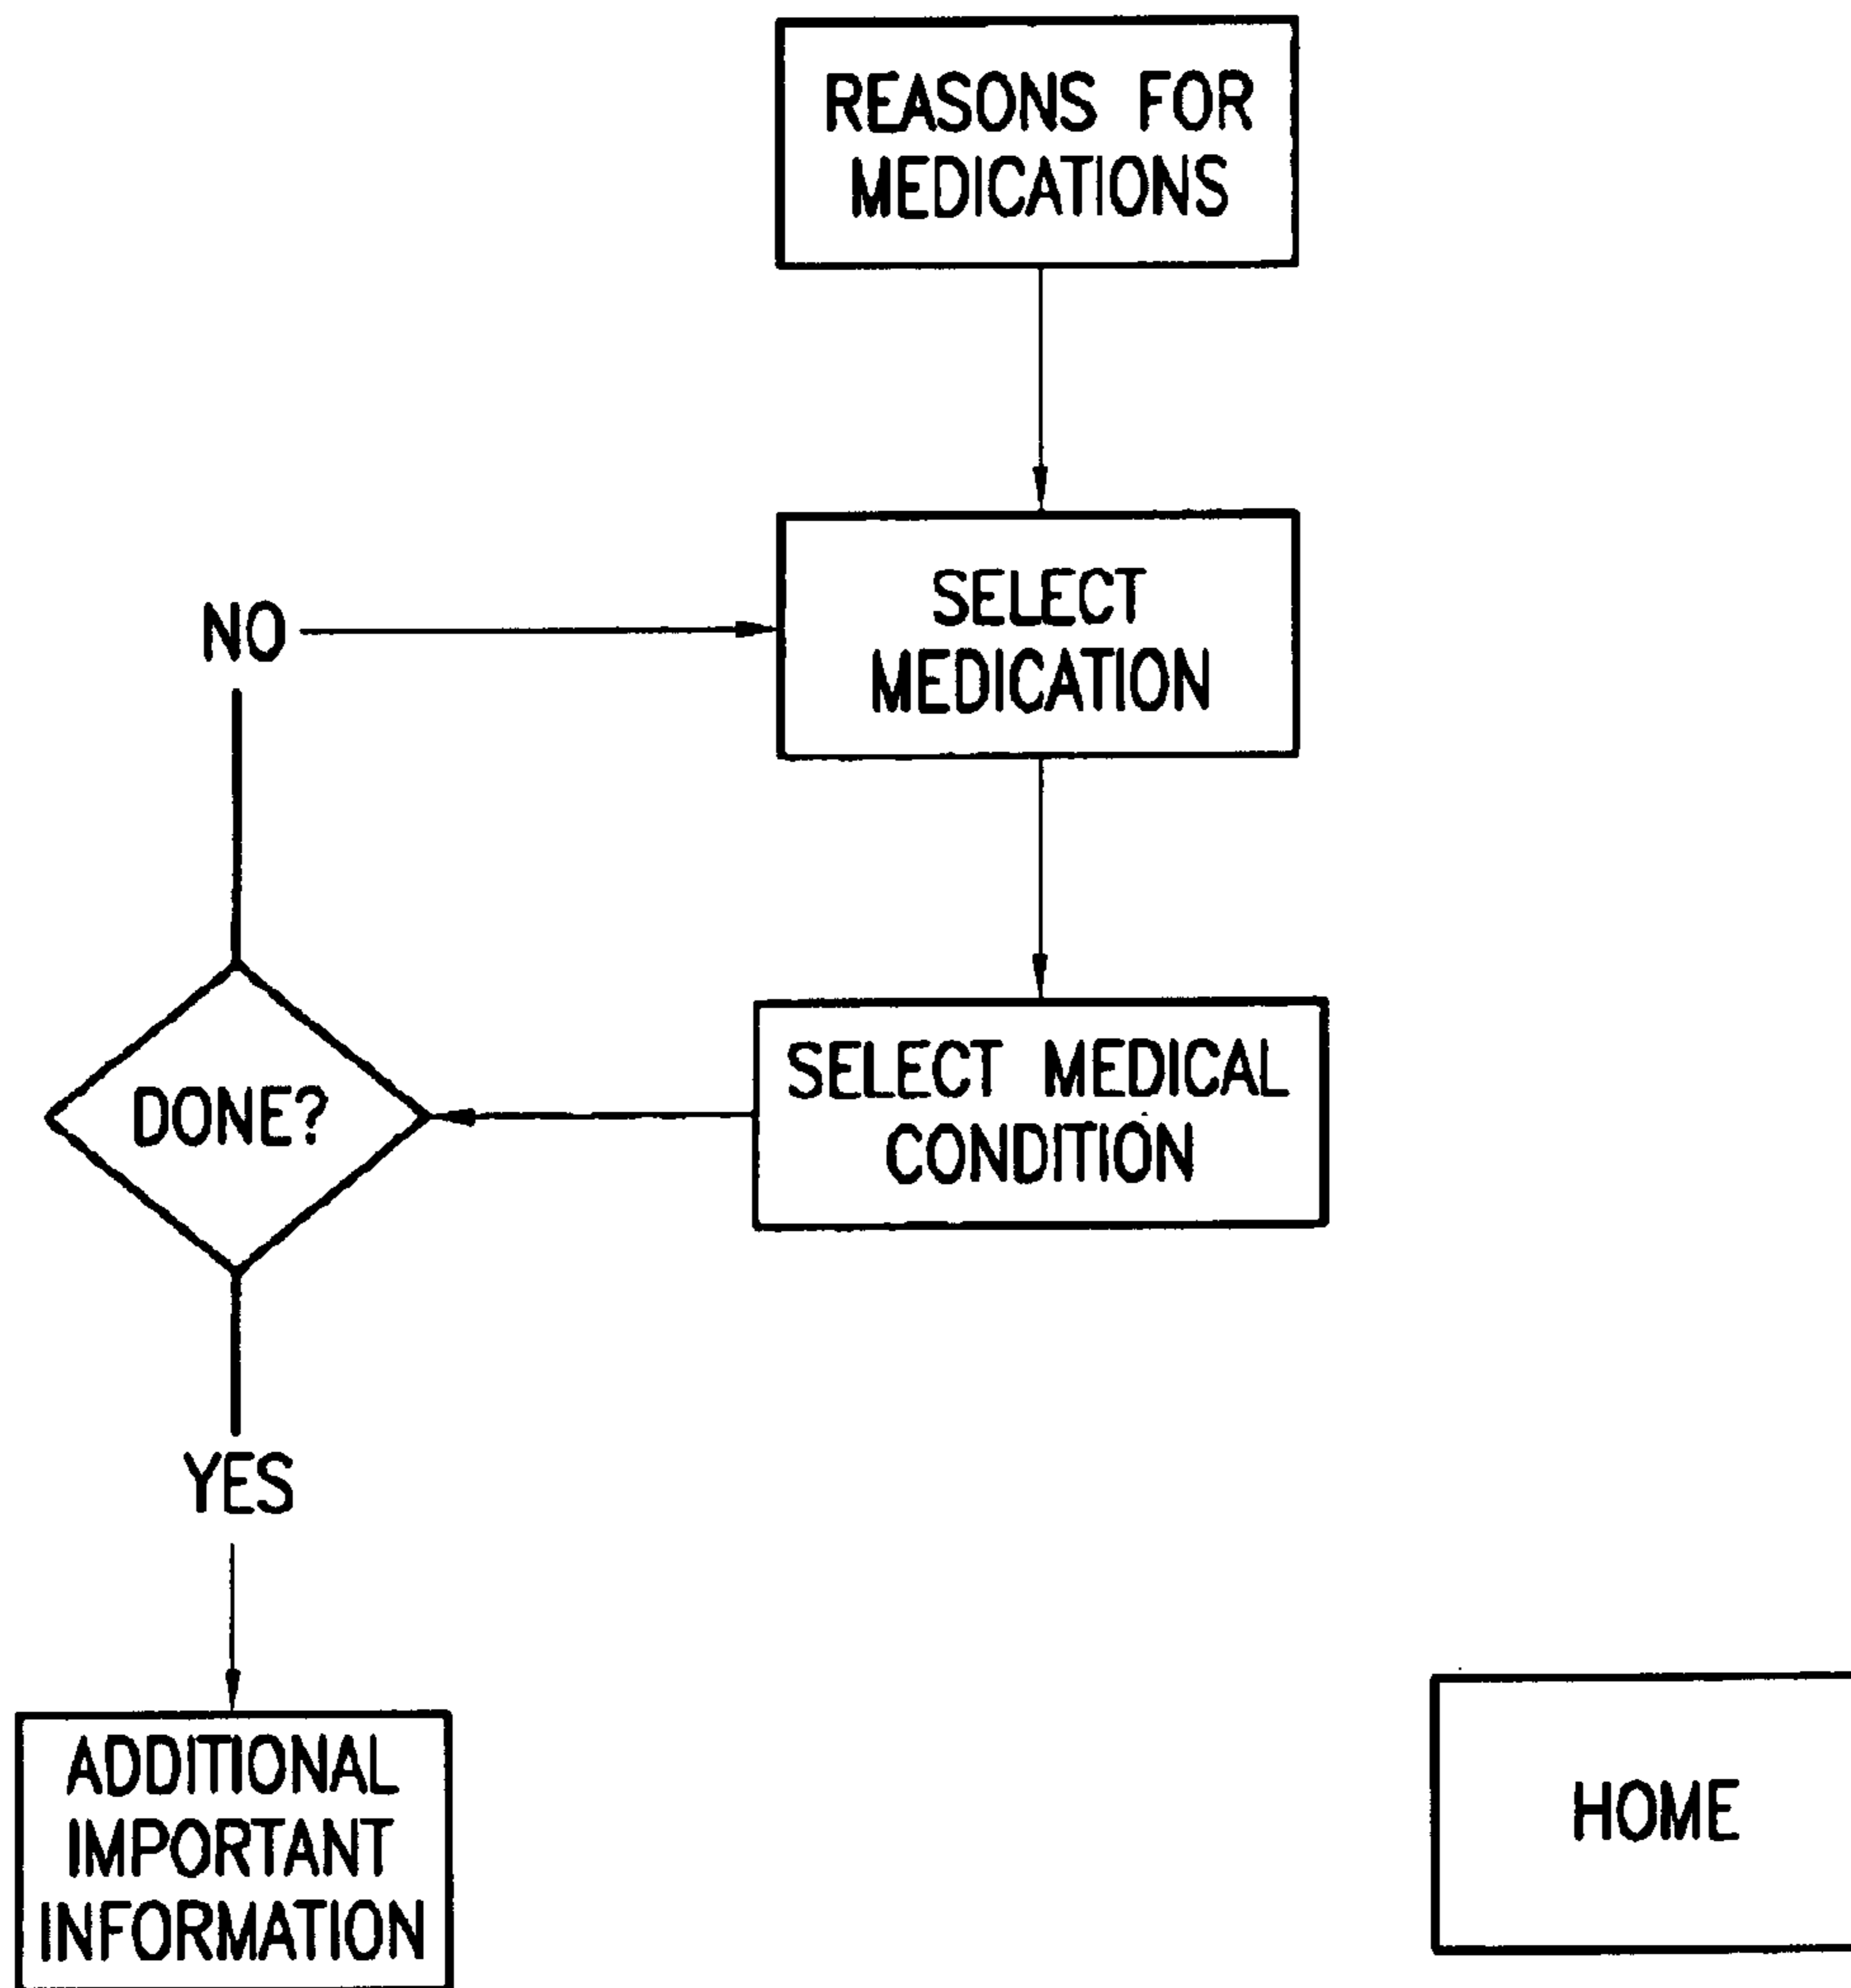 REASONS FOR
MEDICATIONS
SELECT
MEDICATION
NO
SELECT MEDICAL
CONDITION
DONE?
YES
ADDITIONAL
IMPORTANT
INFORMATION
HOME